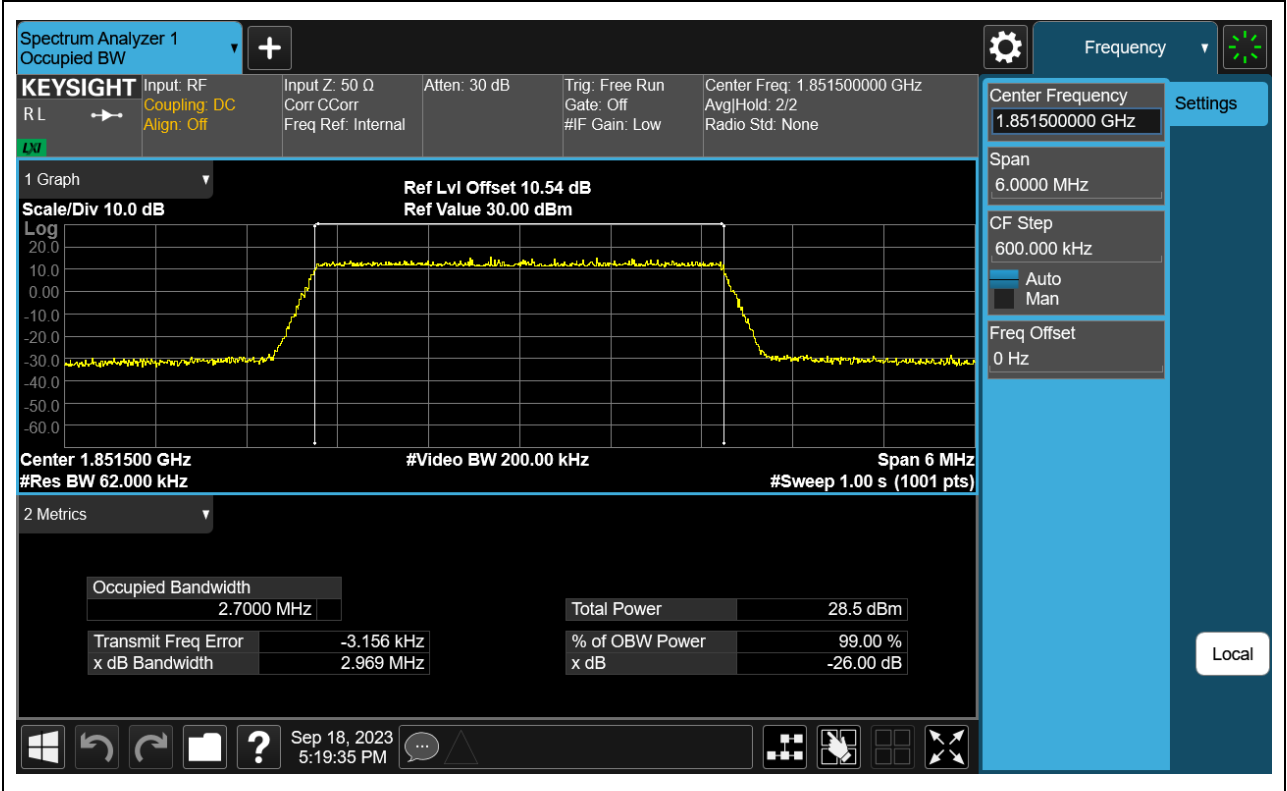 Spectrum Analyzer 1
Occupied BW
Frequency
KEYSIGHT
R L
LXI
Input: RF
Coupling: DC
Align: Off
Input Z: 50 Ω
Corr CCorr
Freq Ref: Internal
Atten: 30 dB
Trig: Free Run
Gate: Off
#IF Gain: Low
Center Freq: 1.851500000 GHz
Avg|Hold: 2/2
Radio Std: None
Center Frequency
1.851500000 GHz
Settings
Span
6.0000 MHz
CF Step
600.000 kHz
Auto
Man
Freq Offset
0 Hz
Local
1 Graph
Scale/Div 10.0 dB
Ref Lvl Offset 10.54 dB
Ref Value 30.00 dBm
Log
20.0
10.0
0.00
-10.0
-20.0
-30.0
-40.0
-50.0
-60.0
Center 1.851500 GHz
#Video BW 200.00 kHz
Span 6 MHz
#Res BW 62.000 kHz
#Sweep 1.00 s (1001 pts)
2 Metrics
Occupied Bandwidth
2.7000 MHz
Total Power 28.5 dBm
Transmit Freq Error -3.156 kHz
% of OBW Power 99.00 %
x dB Bandwidth 2.969 MHz
x dB -26.00 dB
?
Sep 18, 2023
5:19:35 PM